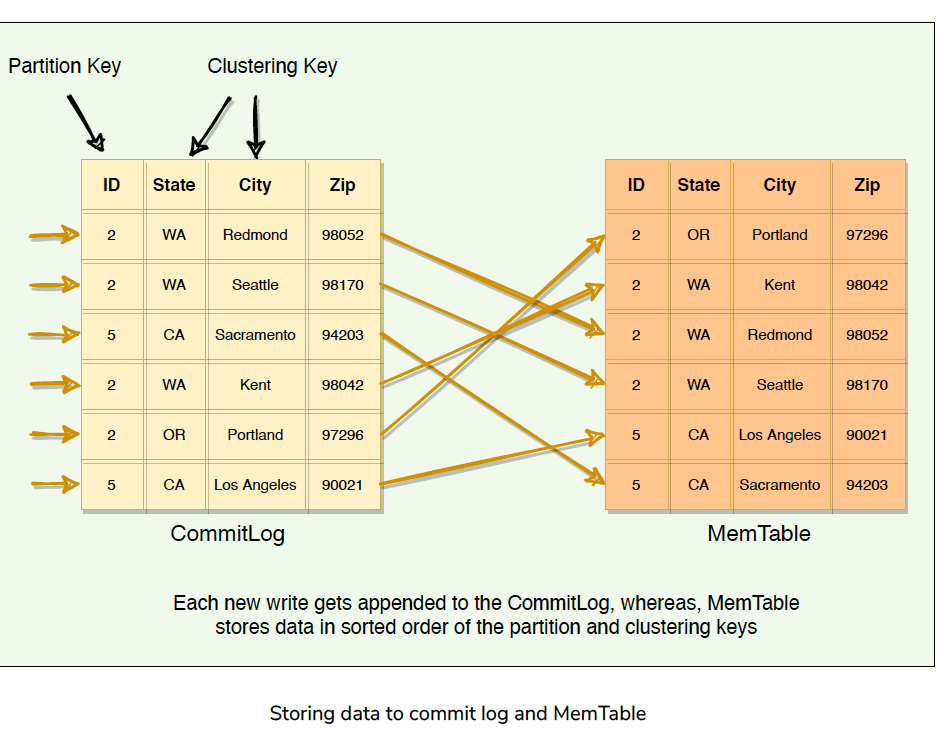 Partition Key
Clustering Key
ID State City Zip
2 WA Redmond 98052
2 WA Seattle 98170
5 CA Sacramento 94203
2 WA Kent 98042
2 OR Portland 97296
5 CA Los Angeles 90021
CommitLog
ID State City Zip
2 OR Portland 97296
2 WA Kent 98042
2 WA Redmond 98052
2 WA Seattle 98170
5 CA Los Angeles 90021
5 CA Sacramento 94203
MemTable
Each new write gets appended to the CommitLog, whereas, MemTable
stores data in sorted order of the partition and clustering keys
Storing data to commit log and MemTable